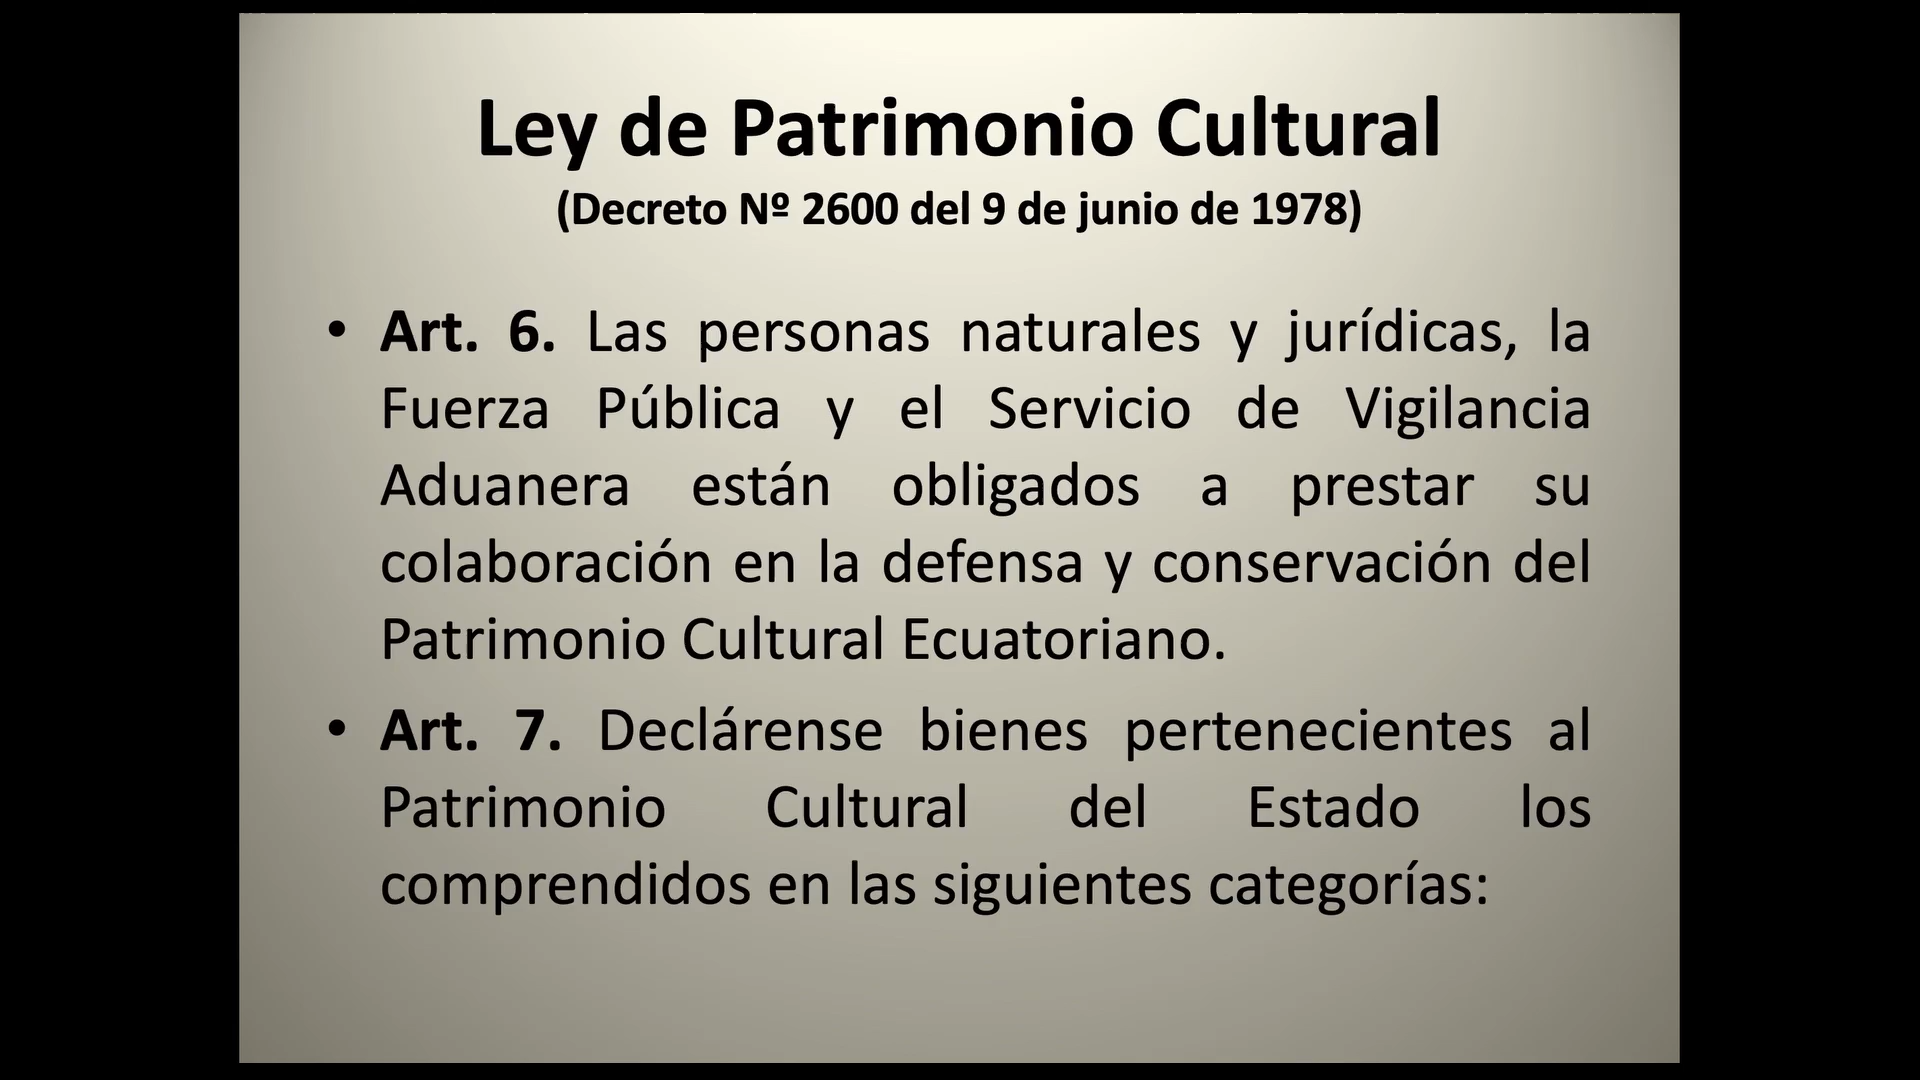 Ley de Patrimonio Cultural
(Decreto Nº 2600 del 9 de junio de 1978)
• Art. 6. Las personas naturales y jurídicas, la
Fuerza Pública y el Servicio de Vigilancia
Aduanera están obligados a prestar su
colaboración en la defensa y conservación del
Patrimonio Cultural Ecuatoriano.
• Art. 7. Declárense bienes pertenecientes al
Patrimonio Cultural del Estado los
comprendidos en las siguientes categorías: